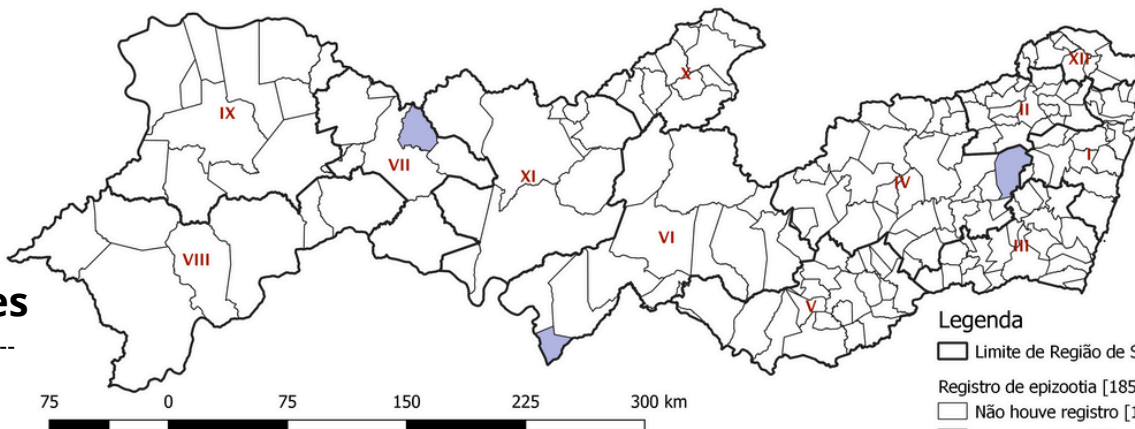 XII
X
II
IX
I
VII
XI
IV
VI
III
VIII
V
es
--
Legenda
Limite de Região de S
Registro de epizootia [185
Não houve registro [1
75 0 75 150 225 300 km